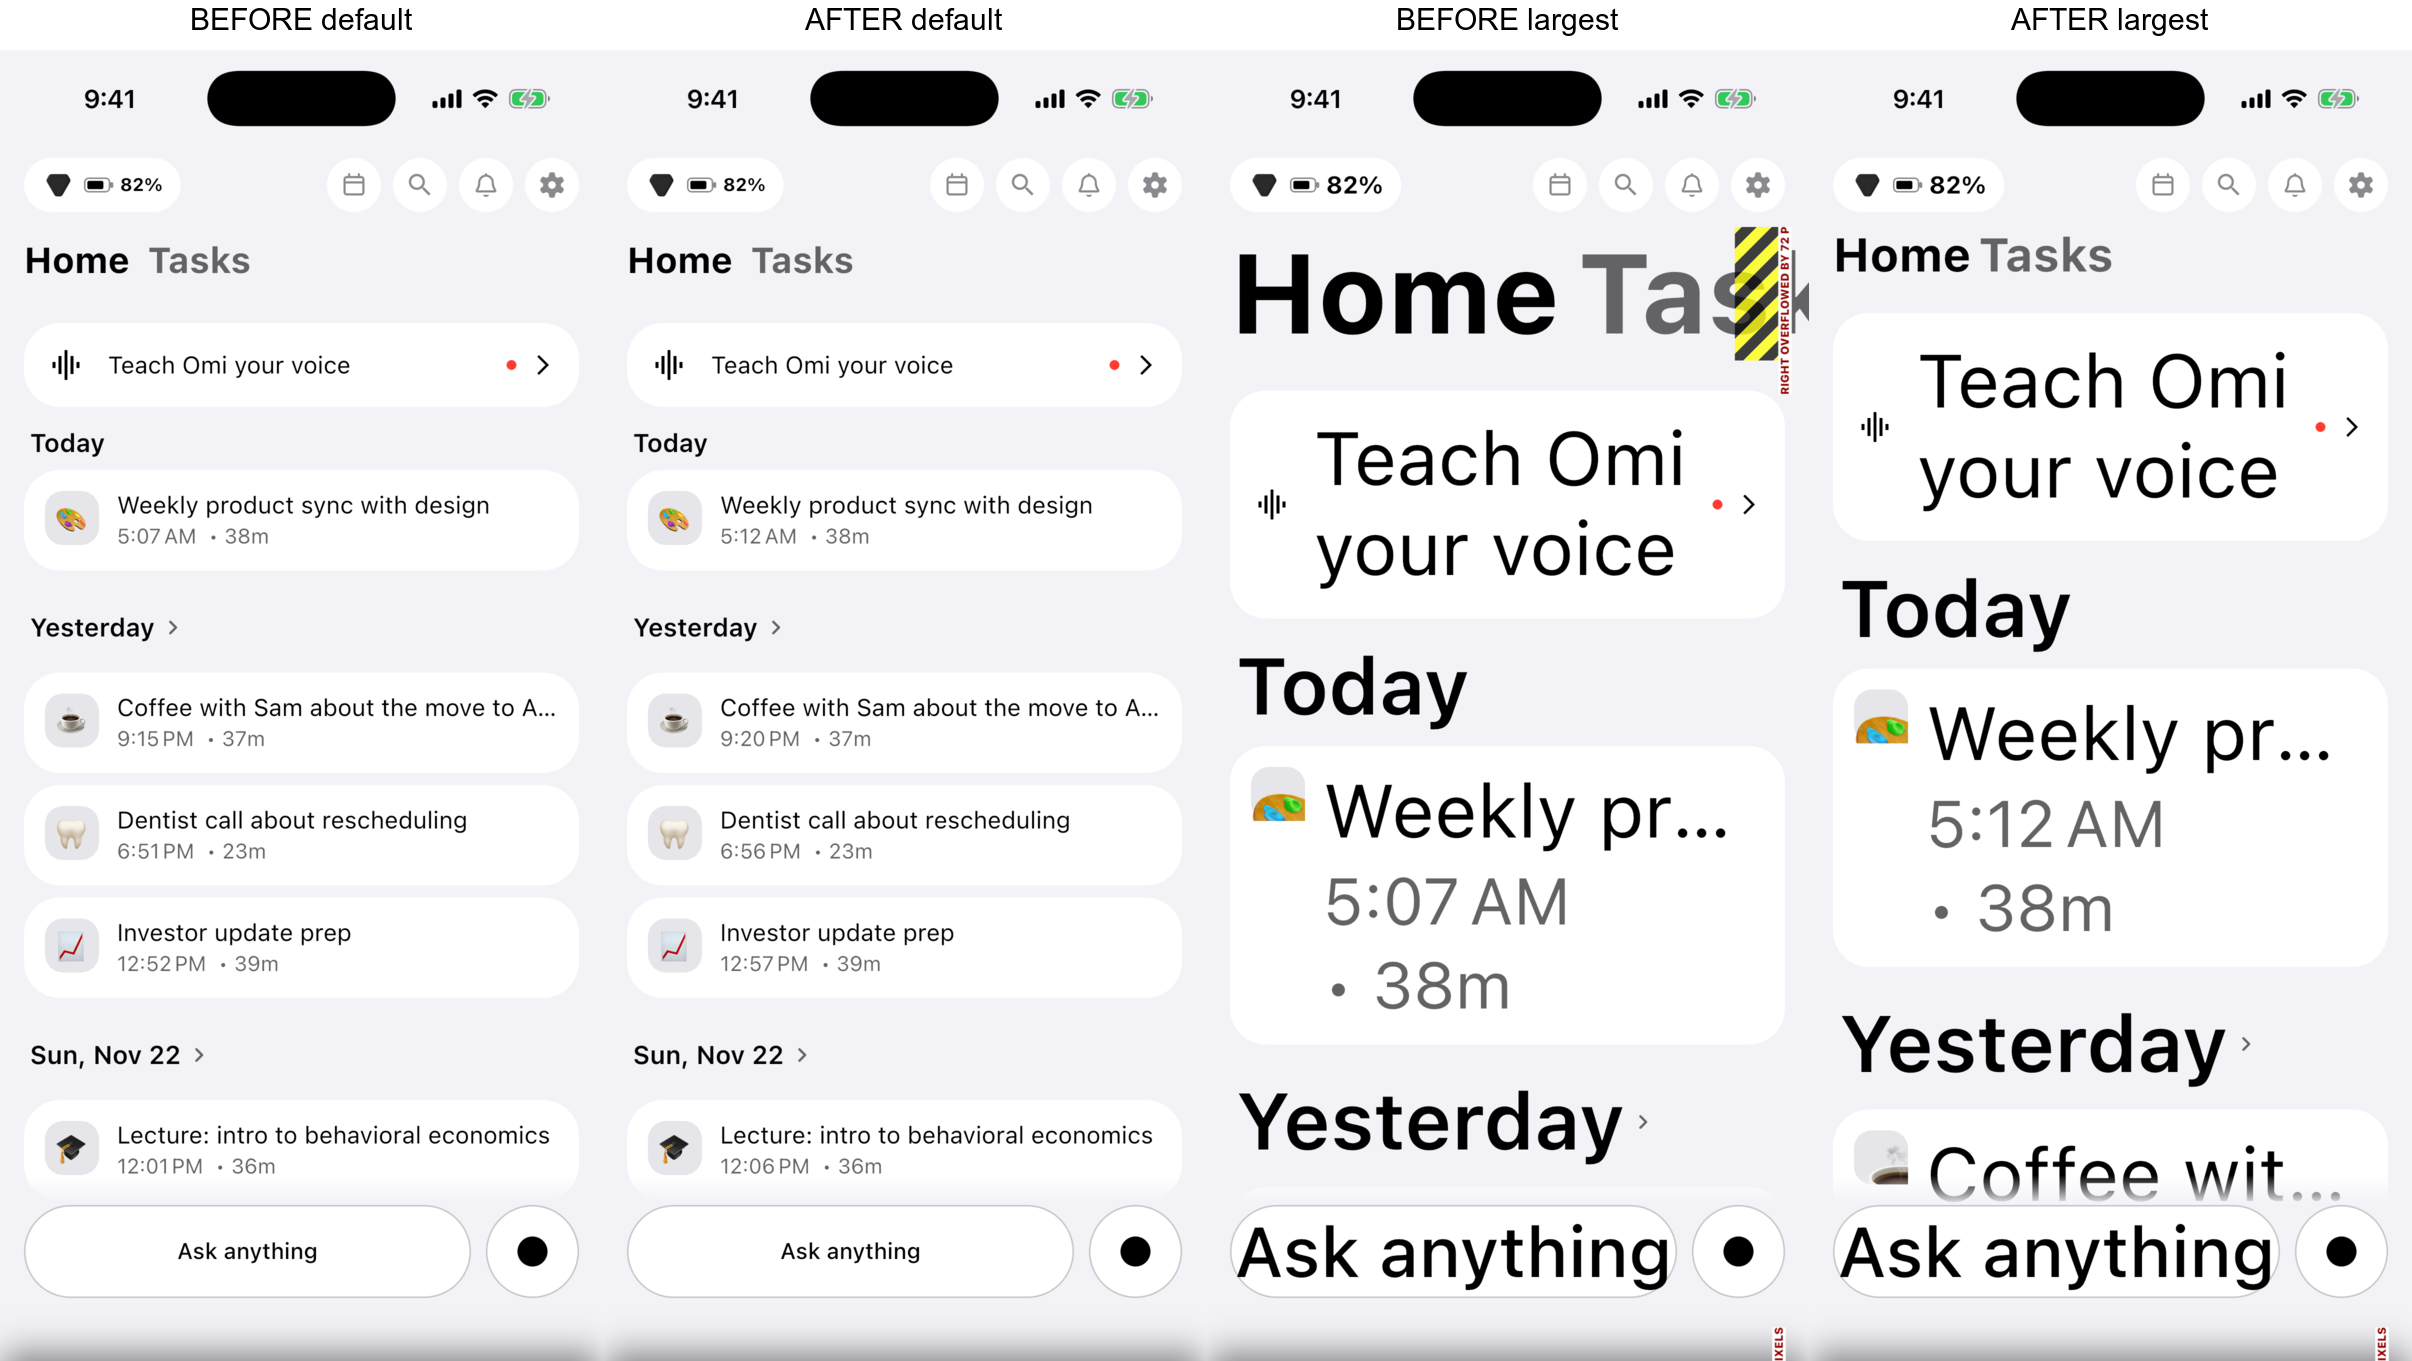 BEFORE default
9:41
82%
Home Tasks
Teach Omi your voice
Today
Weekly product sync with design
5:07 AM • 38m
Yesterday
Coffee with Sam about the move to A...
9:15 PM • 37m
Dentist call about rescheduling
6:51 PM • 23m
Investor update prep
12:52 PM • 39m
Sun, Nov 22
Lecture: intro to behavioral economics
12:01 PM • 36m
Ask anything
AFTER default
9:41
82%
Home Tasks
Teach Omi your voice
Today
Weekly product sync with design
5:12 AM • 38m
Yesterday
Coffee with Sam about the move to A...
9:20 PM • 37m
Dentist call about rescheduling
6:56 PM • 23m
Investor update prep
12:57 PM • 39m
Sun, Nov 22
Lecture: intro to behavioral economics
12:06 PM • 36m
Ask anything
BEFORE largest
9:41
82%
Home Task
RIGHT OVERFLOWED BY 72 P
Teach Omi
your voice
Today
Weekly pr...
5:07 AM
• 38m
Yesterday
Ask anything
IXELS
AFTER largest
9:41
82%
Home Tasks
Teach Omi
your voice
Today
Weekly pr...
5:12 AM
• 38m
Yesterday
Coffee wit...
Ask anything
IXELS